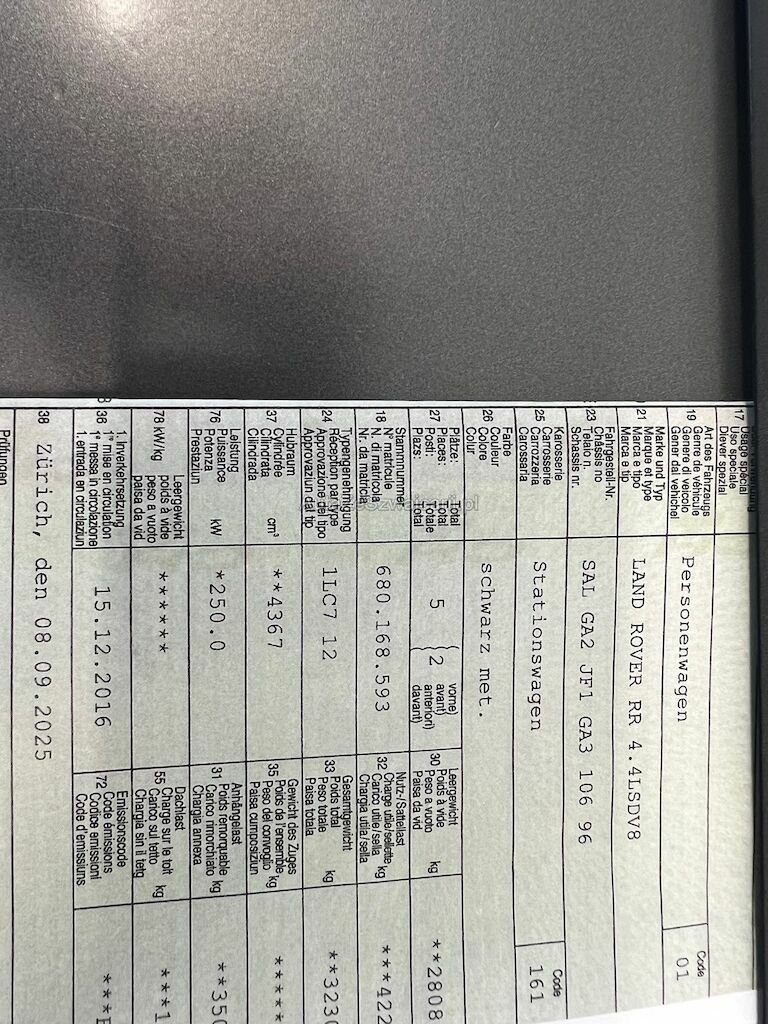 17 Usage spécial
Uso speciale
Diever spezial
19 Art des Fahrzeugs
Genre de véhicule
Genere di veicolo
Gener dal vehichel
Personenwagen
Code
01
21 Marke und Typ
Marque et type
Marca e tipo
Marca e tip
LAND ROVER RR 4.4LSDV8
23 Fahrgestell-Nr.
Châssis no
Telaio n.
Schassis nr.
SAL GA2 JF1 GA3 106 96
25 Karosserie
Carrosserie
Carrozzeria
Carossaria
Stationswagen
Code
161
26 Farbe
Couleur
Colore
Colur
schwarz met.
27 Plätze: Total
Places: Total
Posti: Totale
Plazs: Total
5
{2
vorne)
avant)
anteriori)
davant)
30 Leergewicht
Poids à vide
Peso a vuoto
Paisa da vid
kg
**2808
18 Stammnummer
N° matricule
N. di matricola
Nr. da matricla
680.168.593
32 Nutz-/Sattellast
Charge utile/sellette kg
Carico utile/sella
Chargia utila/sella
***422
24 Typengenehmigung
Réception par type
Approvazione del tipo
Approvaziun dal tip
1LC7 12
33 Gesamtgewicht
Poids total
Peso totale
Paisa totala
kg
**3230
37 Hubraum
Cylindrée
Cilindrata
Cilindrada
cm³
**4367
35 Gewicht des Zuges
Poids de l'ensemble kg
Peso del convoglio
Paisa cumposiziun
*****
76 Leistung
Puissance
Potenza
Prestaziun
kW
*250.0
31 Anhängelast
Poids remorquable kg
Carico rimorchiato
Chargia annexa
**350
78 kW/kg
Leergewicht
poids à vide
peso a vuoto
paisa da vid
******
55 Dachlast
Charge sur le toit
Carico sul tetto
Chargia sin il tetg
kg
***1
36 1. Inverkehrsetzung
1re mise en circulation
1a messa in circolazione
1. entrada en circulaziun
15.12.2016
72 Emissionscode
Code émissions
Codice emissioni
Code d'emissiuns
38 Zürich, den 08.09.2025
Prüfungen